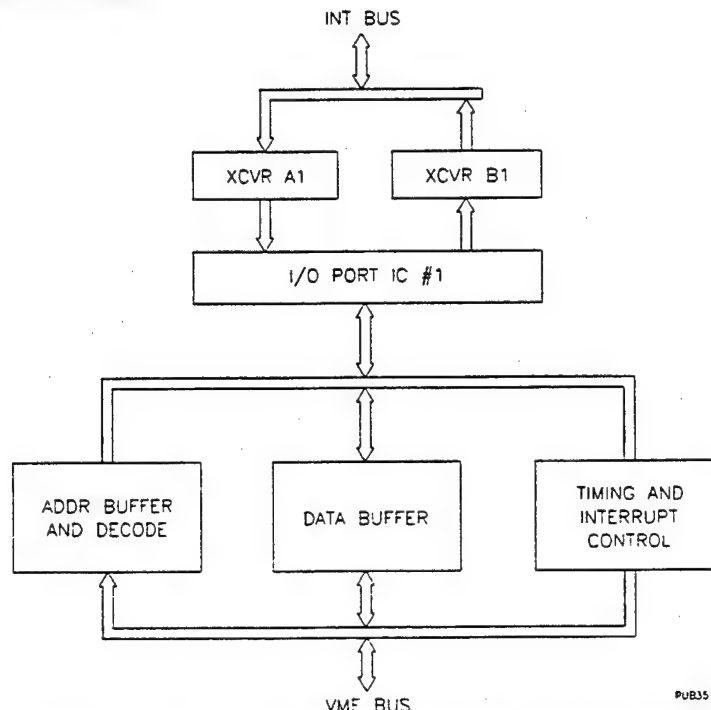 INT BUS
XCVR A1
XCVR B1
I/O PORT IC #1
ADDR BUFFER
AND DECODE
DATA BUFFER
TIMING AND
INTERRUPT
CONTROL
VME BUS
PUB35